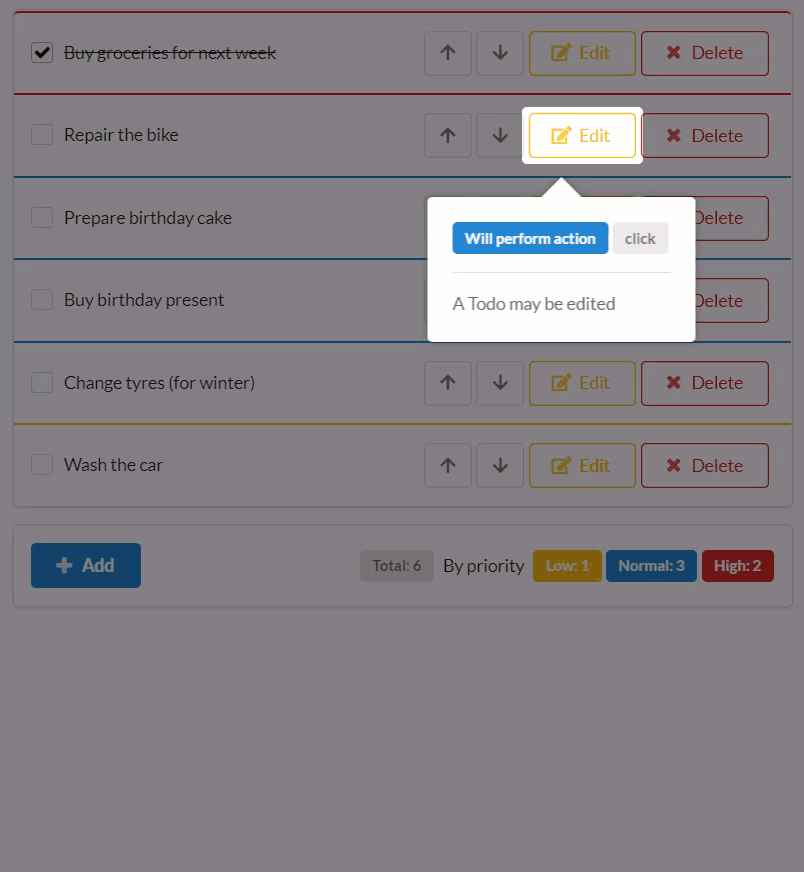 Buy groceries for next week Edit Delete
Repair the bike Edit Delete
Prepare birthday cake Delete
Will perform action click
Buy birthday present Delete
A Todo may be edited
Change tyres (for winter) Edit Delete
Wash the car Edit Delete
Add Total: 6 By priority Low: 1 Normal: 3 High: 2